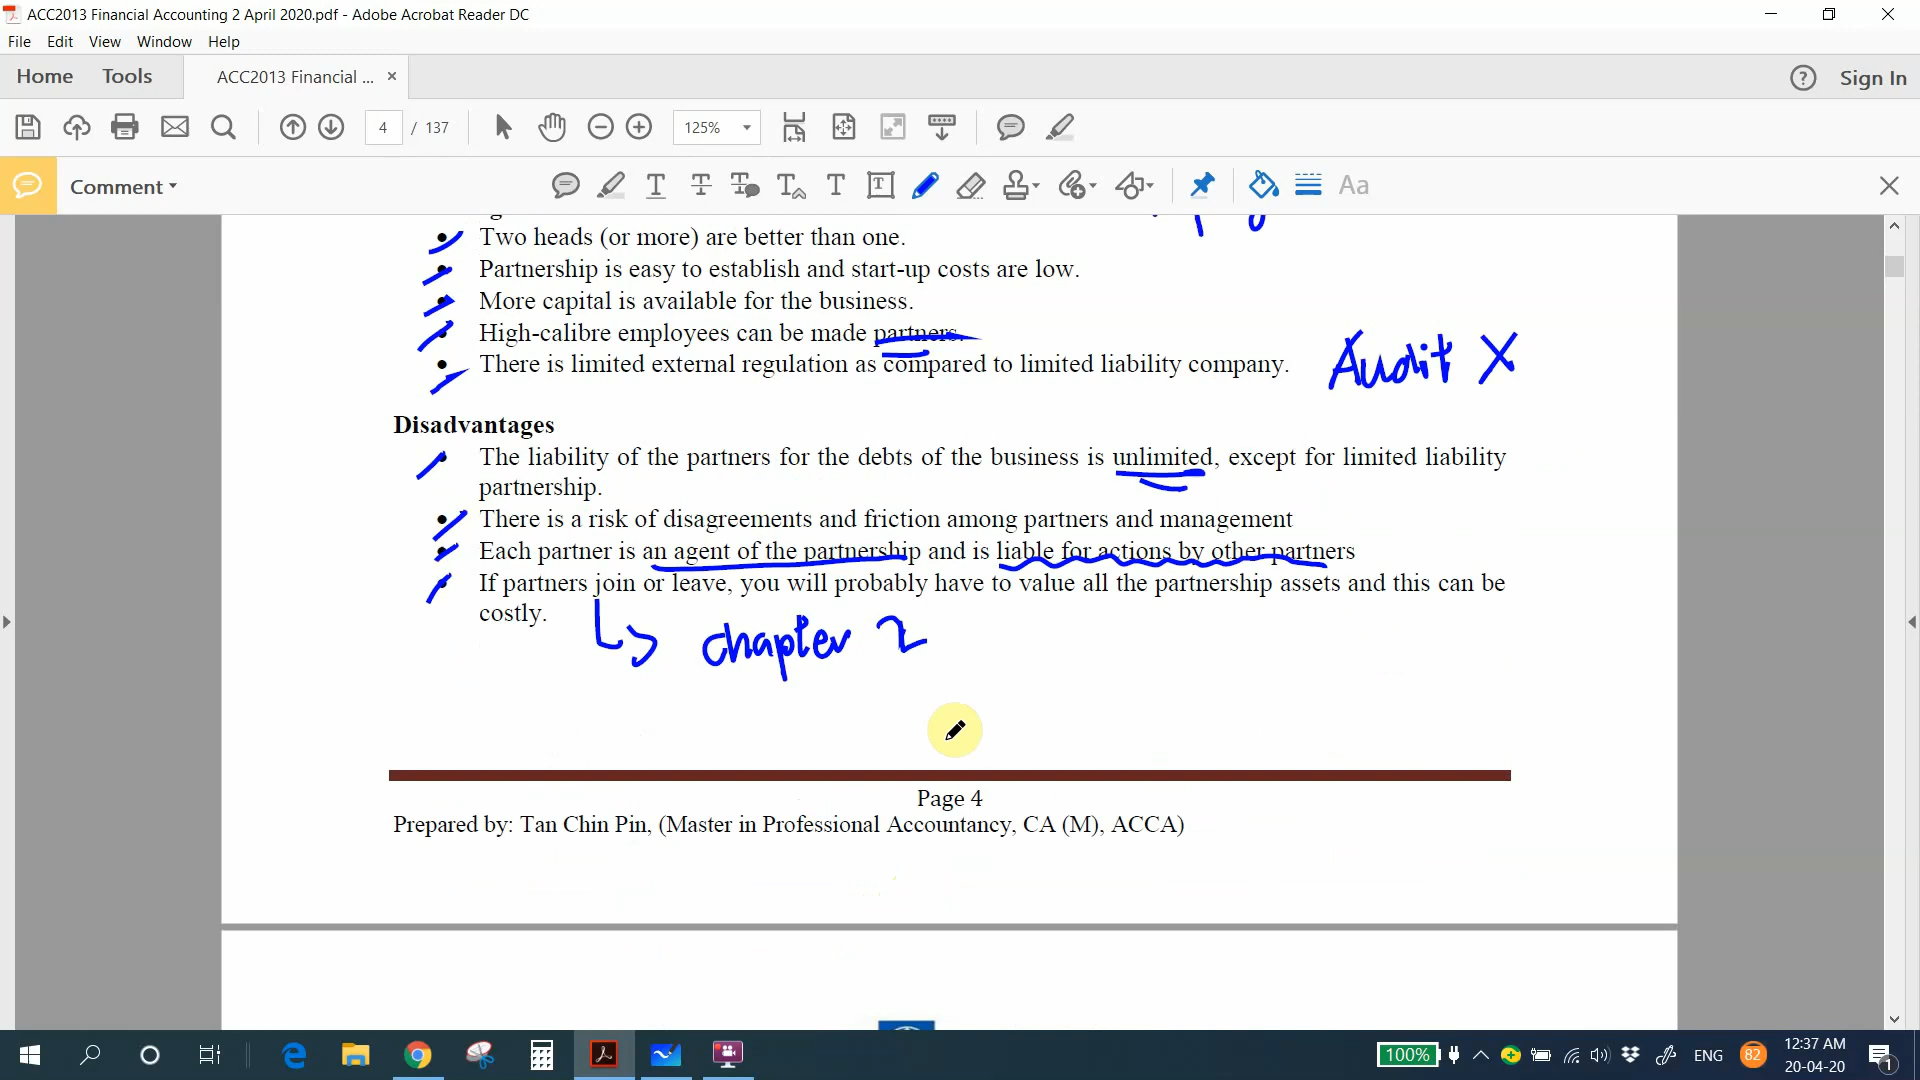 ACC2013 Financial Accounting 2 April 2020.pdf - Adobe Acrobat Reader DC
File Edit View Window Help
Home Tools ACC2013 Financial ... × Sign In
4 / 137 125%
Comment
Two heads (or more) are better than one.
Partnership is easy to establish and start-up costs are low.
More capital is available for the business.
High-calibre employees can be made partners.
There is limited external regulation as compared to limited liability company.
Audit X
Disadvantages
The liability of the partners for the debts of the business is unlimited, except for limited liability
partnership.
There is a risk of disagreements and friction among partners and management
Each partner is an agent of the partnership and is liable for actions by other partners
If partners join or leave, you will probably have to value all the partnership assets and this can be
costly.
chapter 2
Page 4
Prepared by: Tan Chin Pin, (Master in Professional Accountancy, CA (M), ACCA)
100% ENG 82 12:37 AM
20-04-20 1